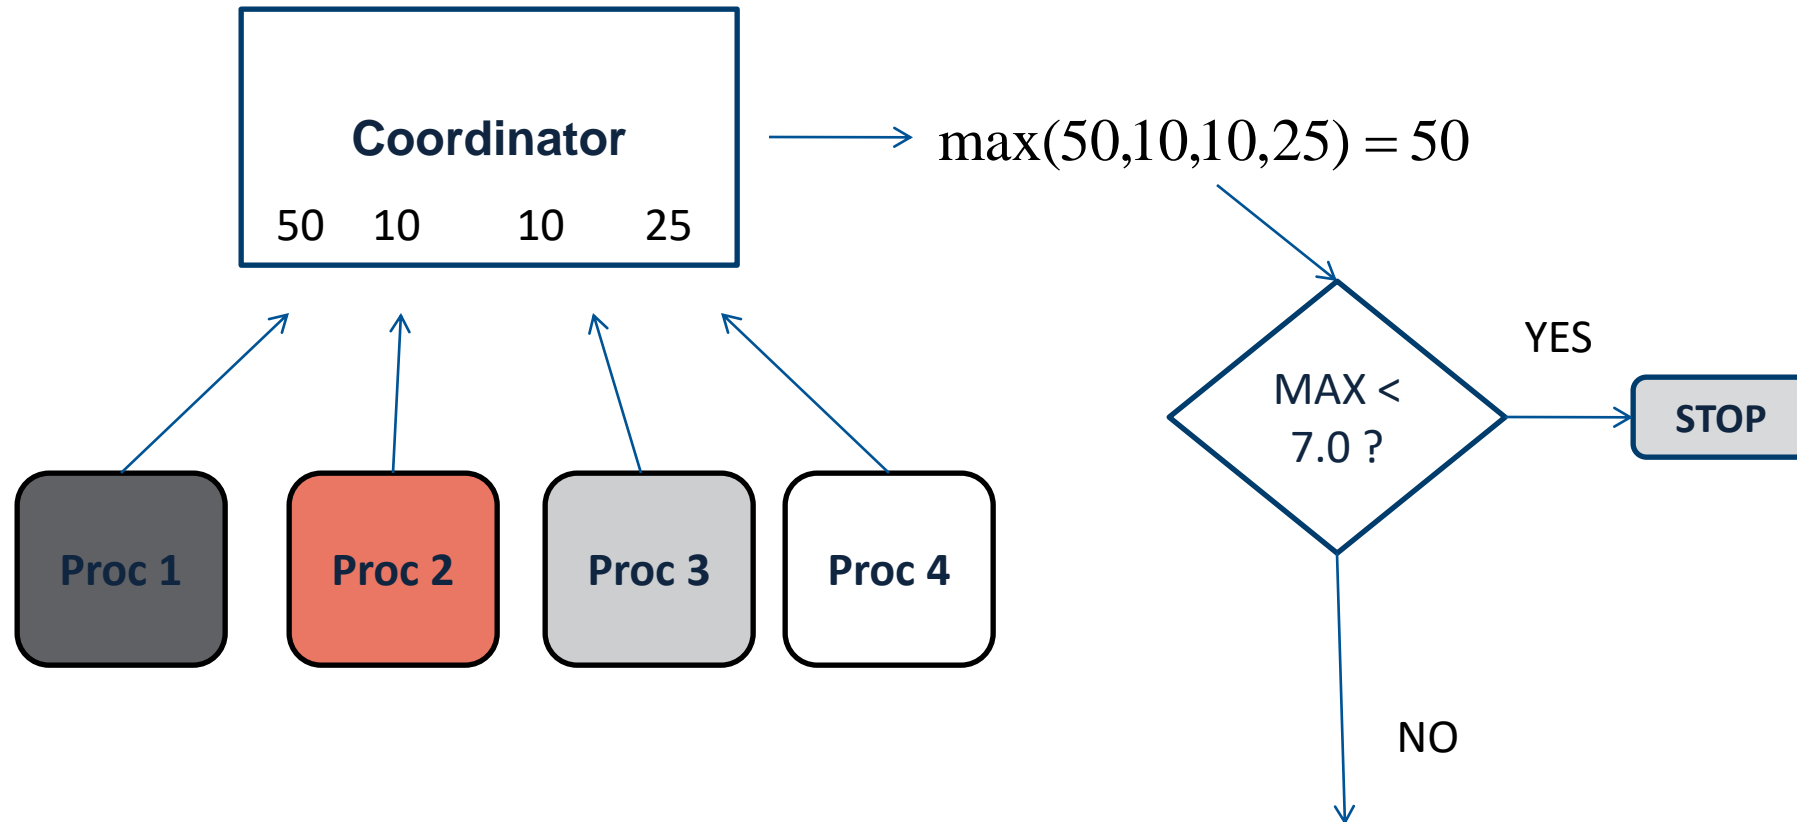 Coordinator
50 10 10 25
max(50,10,10,25) = 50
YES
MAX <
7.0 ?
STOP
Proc 1
Proc 2
Proc 3
Proc 4
NO